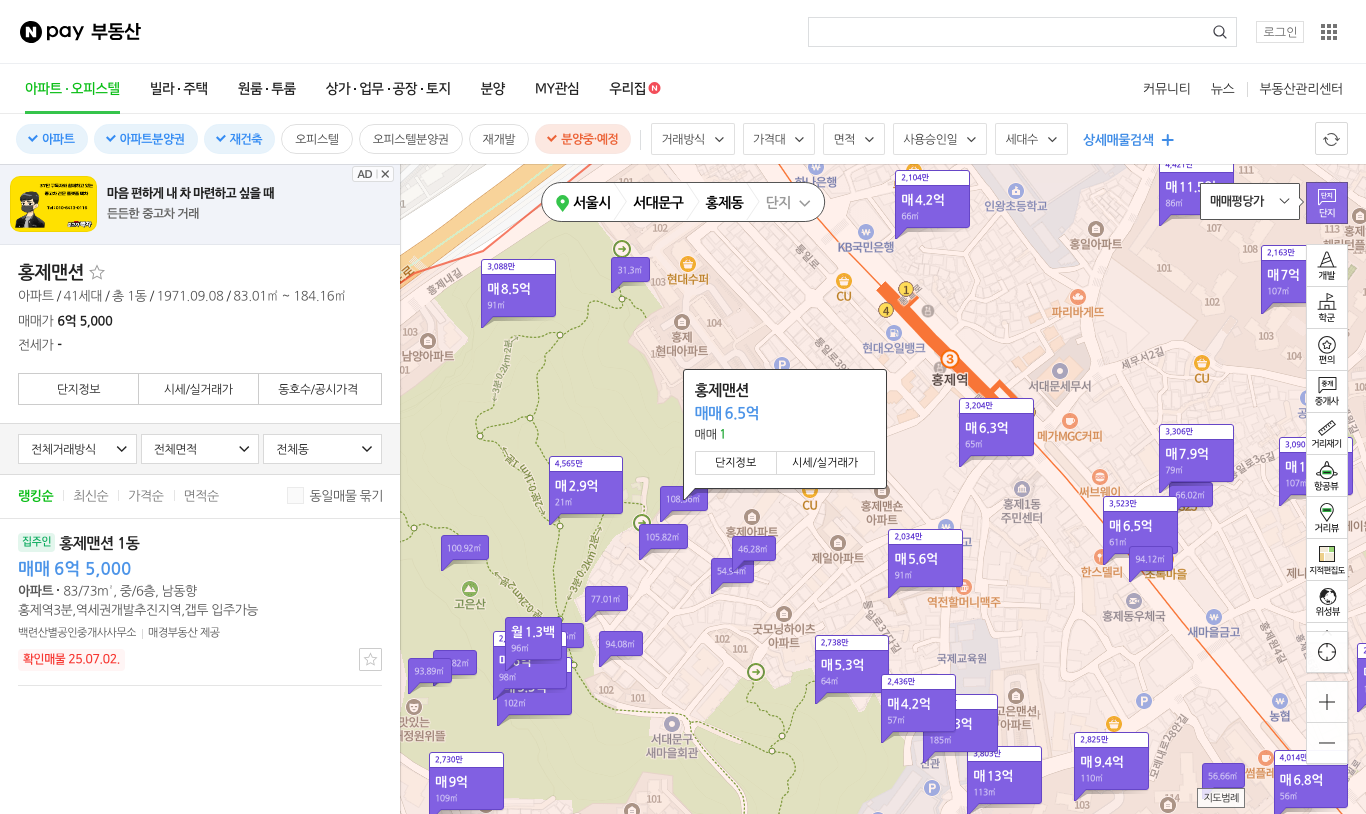 N pay 부동산
로그인
아파트·오피스텔 빌라·주택 원룸·투룸 상가·업무·공장·토지 분양 MY관심 우리집 N
커뮤니티 뉴스 부동산관리센터
아파트 아파트분양권 재건축 오피스텔 오피스텔분양권 재개발 분양중·예정 거래방식 가격대 면적 사용승인일 세대수 상세매물검색
AD
마음 편하게 내 차 마련하고 싶을 때
든든한 중고차 거래
홍제맨션
아파트 / 41세대 / 총 1동 / 1971.09.08 / 83.01㎡ ~ 184.16㎡
매매가 6억 5,000
전세가 -
단지정보 시세/실거래가 동호수/공시가격
전체거래방식 전체면적 전체동
랭킹순 최신순 가격순 면적순 동일매물 묶기
집주인 홍제맨션 1동
매매 6억 5,000
아파트 · 83/73㎡, 중/6층, 남동향
홍제역3분,역세권개발추진지역,갭투 입주가능
백련산별공인중개사사무소 매경부동산 제공
확인매물 25.07.02.
서울시 서대문구 홍제동 단지
매매평당가
단지
개발
학군
편의
중개사
거리재기
항공뷰
거리뷰
지적편집도
위성뷰
지도범례
홍제맨션
매매 6.5억
매매 1
단지정보 시세/실거래가
하나은행
2,104만
매4.2억
66㎡
인왕초등학교
매11.5
86㎡
107
홍일아파트
108
113
101
102
홍제내길
3,088만
매8.5억
91㎡
31.3㎡
현대수퍼
103
CU
KB국민은행
통일로
1
4
현대오일뱅크
3
홍제역
2,163만
매7억
107㎡
파리바게뜨
102
세무서2길
104
홍제
현대아파트
103
남양아파트
101
CU
서대문세무서
3,204만
매6.3억
65㎡
메가MGC커피
3,306만
매7.9억
79㎡
66.02㎡
3,090
107㎡
써브웨이
홍제1동
주민센터
3,523만
매6.5억
61㎡
94.12㎡
한스델리
초록마을
4,565만
매2.9억
21㎡
CU
홍제맨숀
아파트
홍제아파트
105.82㎡
46.28㎡
제일아파트
100.92㎡
고은산
77.01㎡
94.08㎡
2,034만
매5.6억
91㎡
역전할머니맥주
홍제동우체국
새마을금고
굿모닝하이츠
아파트
102
국제교육원
월1.3백
96㎡
98㎡
102㎡
93.89㎡
2,738만
매5.3억
64㎡
2,436만
매4.2억
57㎡
185㎡
3,803만
매13억
113㎡
서대문구
새마을회관
102
101
2,825만
매9.4억
110㎡
농협
2,730만
매9억
109㎡
101
56.66㎡
4,014만
매6.8억
56㎡
103